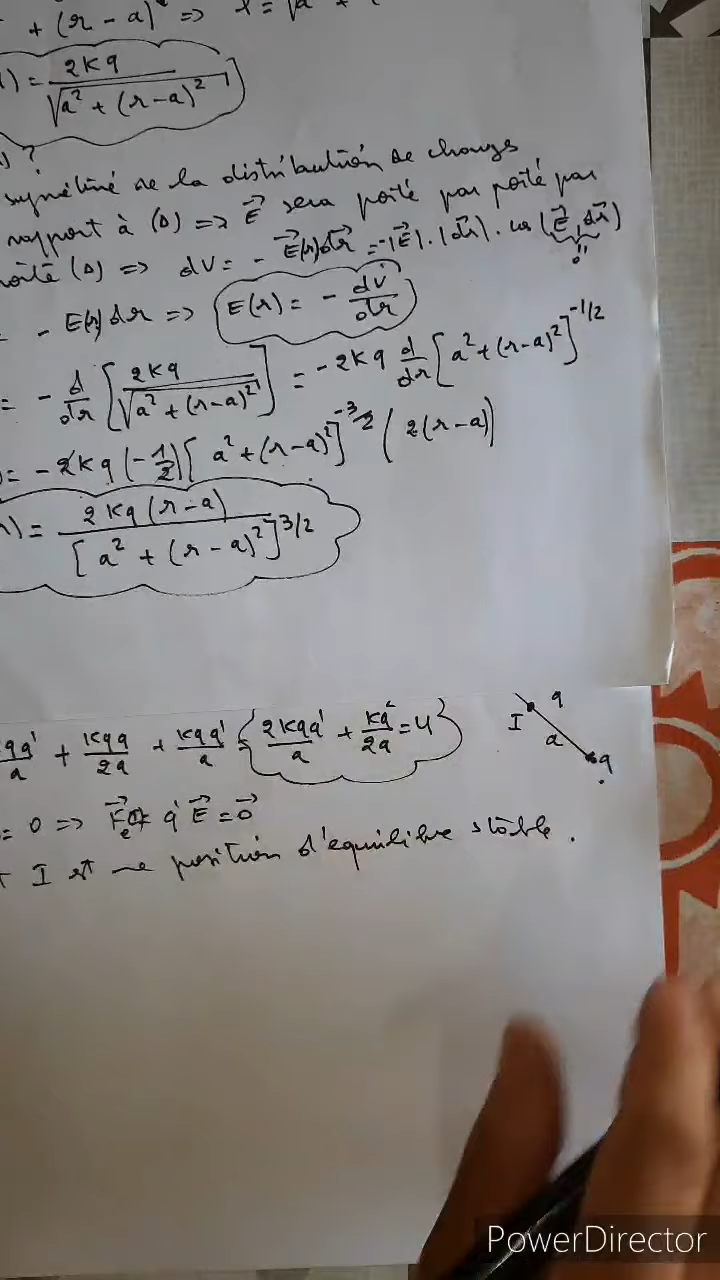 + (r - a)² => x = √a² +
) = 2Kq / √a² + (r-a)²
) ?
symétrie de la distribution de charges
rapport à (Δ) => E⃗ sera porté par porté par
(Δ) => dV = - E⃗(r)dr⃗ = -|E⃗|.|dr⃗|. cos (E⃗, dr⃗)
0"
- E(r) dr => E(r) = - dV/dr
= - d/dr [2Kq / √a² + (r-a)²] = -2Kq d/dr [a² + (r-a)²]^-1/2
= -2Kq (-1/2) [a² + (r-a)²]^-3/2 (2(r-a))
) = 2Kq (r-a) / [a² + (r-a)²]^3/2
q
I
a
q
Kqq'/a + Kqq/2a + Kqq'/a = 2Kqq'/a + Kq²/2a = U
= 0 => F⃗e = q' E⃗ = 0⃗
I est une position d'équilibre stable.
PowerDirector